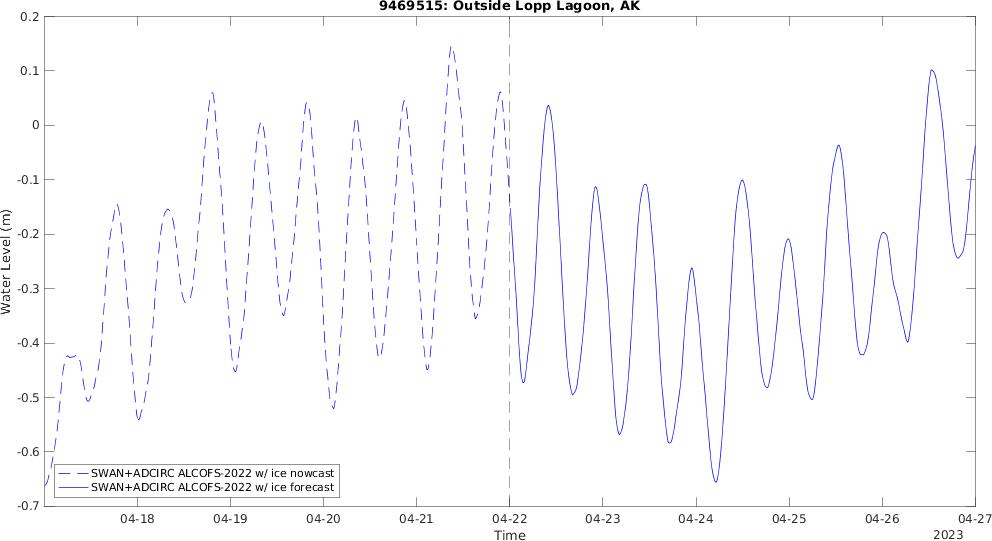 9469515: Outside Lopp Lagoon, AK
0.2
0.1
0
-0.1
-0.2
-0.3
-0.4
-0.5
-0.6
-0.7
Water Level (m)
SWAN+ADCIRC ALCOFS-2022 w/ ice nowcast
SWAN+ADCIRC ALCOFS-2022 w/ ice forecast
04-18 04-19 04-20 04-21 04-22 04-23 04-24 04-25 04-26 04-27
Time
2023